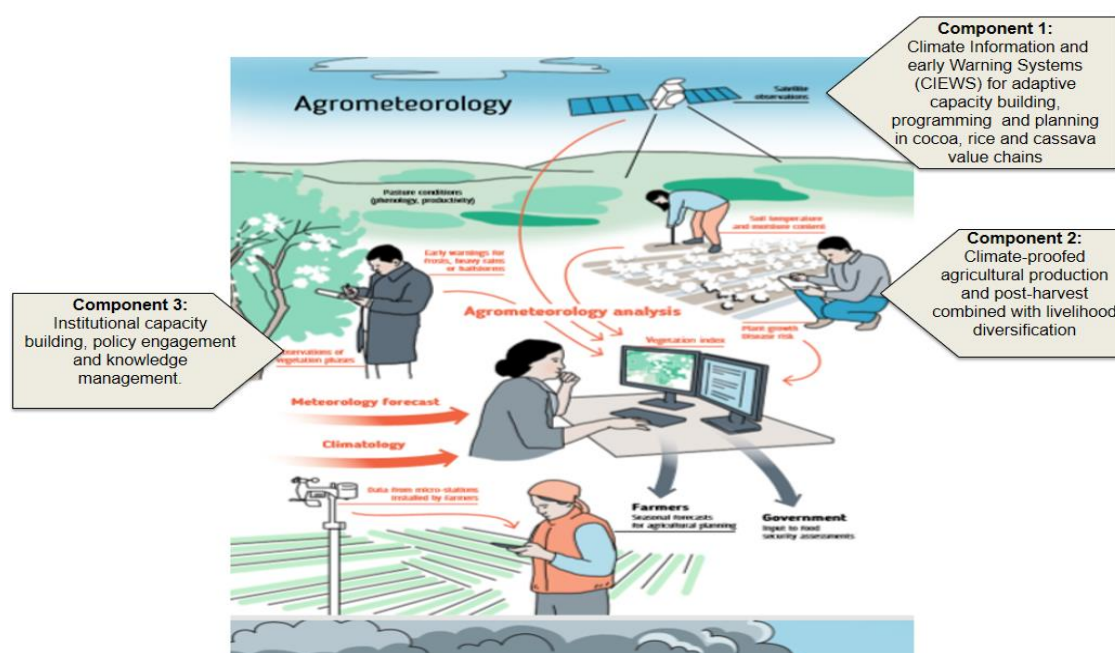 Component 1:
Climate Information and
early Warning Systems
(CIEWS) for adaptive
capacity building,
programming and planning
in cocoa, rice and cassava
value chains
Agrometeorology
Satellite
observations
Pasture conditions
(phenology, productivity)
Soil temperature
and moisture content
Early warnings for
frosts, heavy rains
or hailstorms
Component 2:
Climate-proofed
agricultural production
and post-harvest
combined with livelihood
diversification
Component 3:
Institutional capacity
building, policy engagement
and knowledge
management.
Agrometeorology analysis
Plant growth
Disease risk
Vegetation index
bservations of
vegetation phases
Meteorology forecast
Climatology
Data from micro-stations
installed by farmers
Farmers
Seasonal forecasts
for agricultural planning
Government
Input to food
security assessments